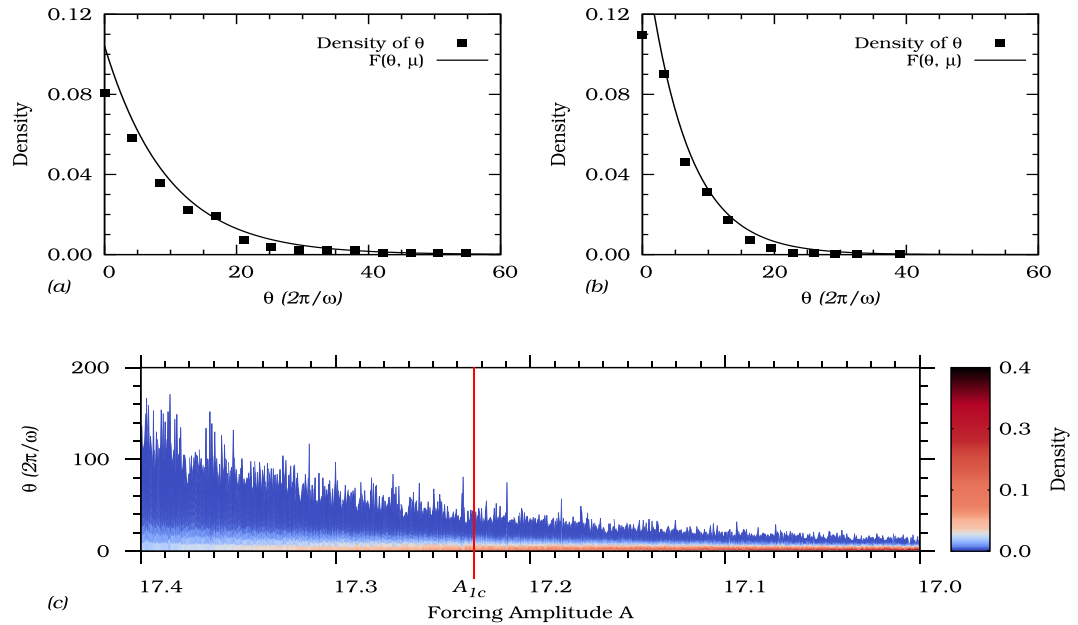 0.12
0.08
0.04
0.00
Density
Density of θ
F(θ, μ)
0 20 40 60
(a)
θ (2π/ω)
0.12
0.08
0.04
0.00
Density
Density of θ
F(θ, μ)
0 20 40 60
(b)
θ (2π/ω)
200
100
0
θ (2π/ω)
17.4 17.3 A1c 17.2 17.1 17.0
(c)
Forcing Amplitude A
0.4
0.3
0.1
0.0
Density